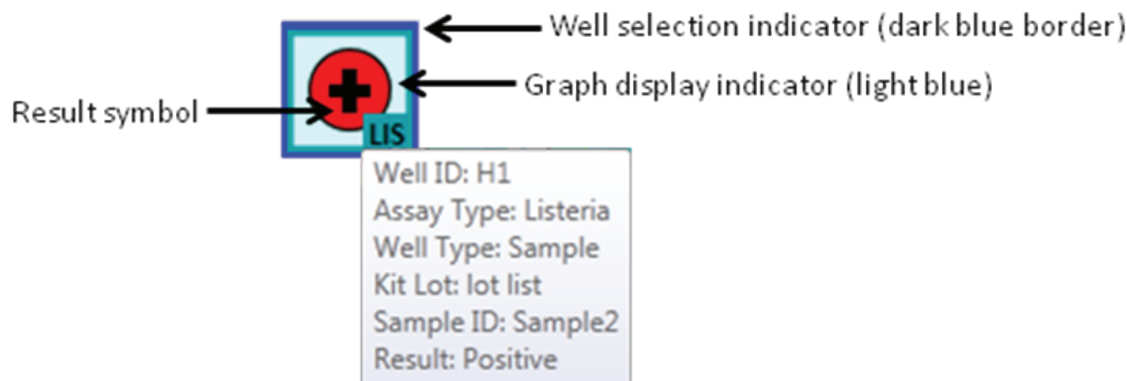 Well selection indicator (dark blue border)
Graph display indicator (light blue)
Result symbol
LIS
Well ID: H1
Assay Type: Listeria
Well Type: Sample
Kit Lot: lot list
Sample ID: Sample2
Result: Positive